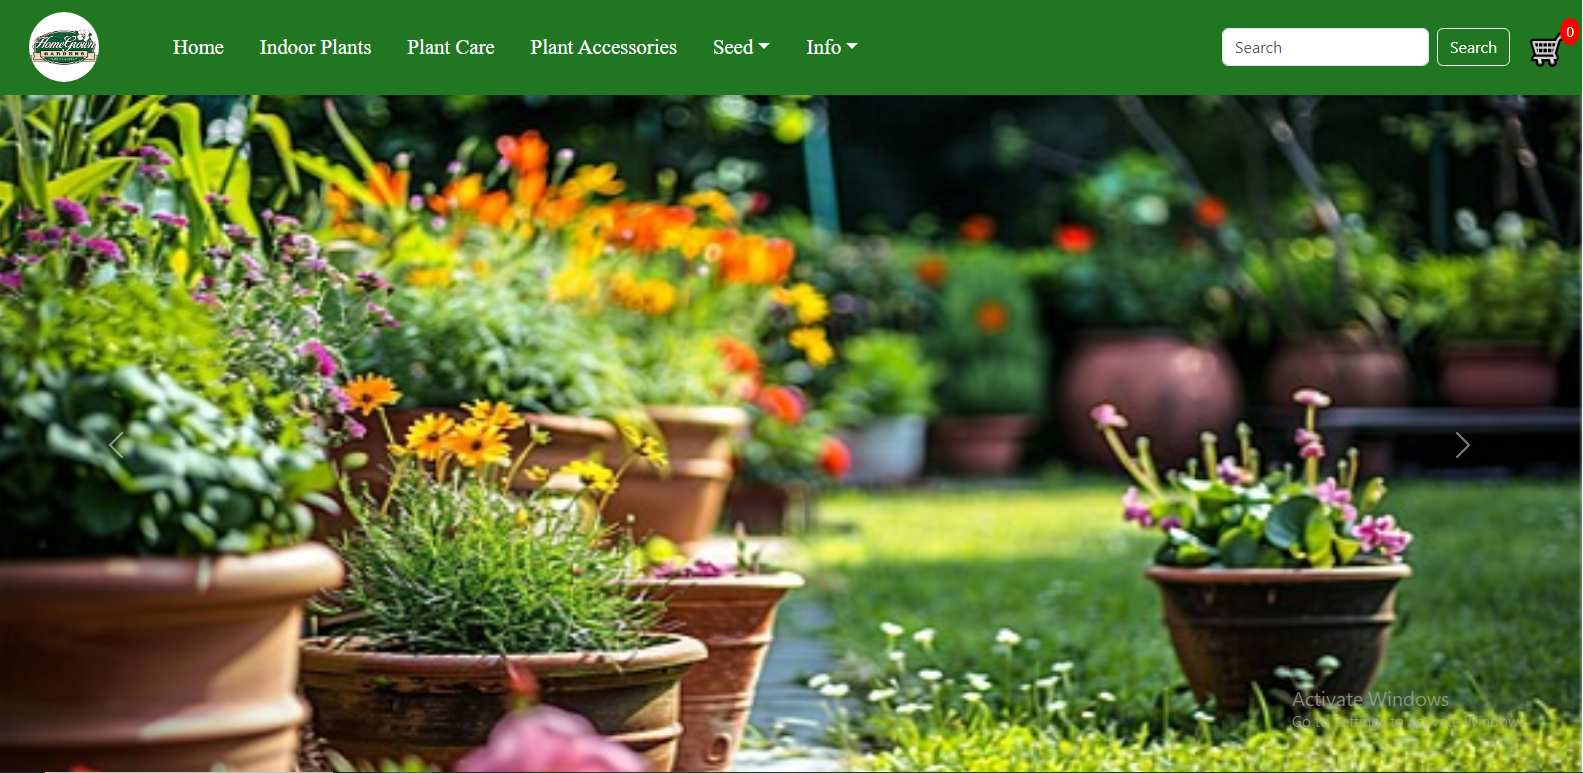 HomeGrown
GARDENS
Home
Indoor Plants
Plant Care
Plant Accessories
Seed
Info
Search
Search
0
Activate Windows
Go to Settings to activate Windows.